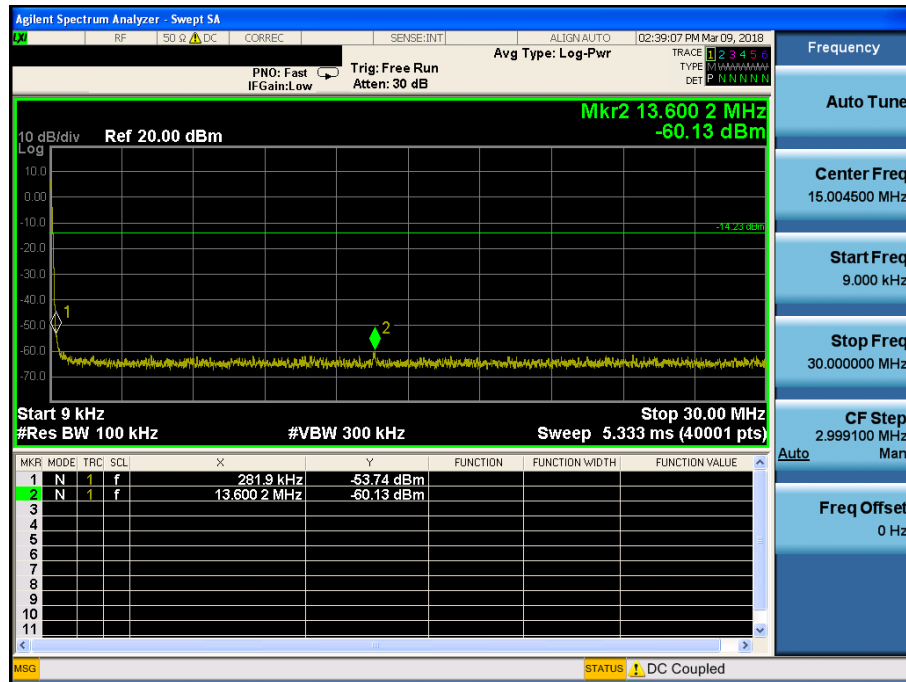 Agilent Spectrum Analyzer - Swept SA
LXI RF 50 Ω DC CORREC SENSE:INT ALIGN AUTO 02:39:07 PM Mar 09, 2018
PNO: Fast
IFGain:Low
Trig: Free Run
Atten: 30 dB
Avg Type: Log-Pwr
TRACE 1 2 3 4 5 6
TYPE MWWWWW
DET P N N N N N
Mkr2 13.600 2 MHz
-60.13 dBm
10 dB/div
Log
Ref 20.00 dBm
10.0
0.00
-10.0
-14.23 dBm
-20.0
-30.0
-40.0
-50.0
-60.0
-70.0
1
2
Start 9 kHz
Stop 30.00 MHz
#Res BW 100 kHz
#VBW 300 kHz
Sweep 5.333 ms (40001 pts)
MKR MODE TRC SCL X Y FUNCTION FUNCTION WIDTH FUNCTION VALUE
1 N 1 f 281.9 kHz -53.74 dBm
2 N 1 f 13.600 2 MHz -60.13 dBm
3
4
5
6
7
8
9
10
11
MSG
STATUS DC Coupled
Frequency
Auto Tune
Center Freq
15.004500 MHz
Start Freq
9.000 kHz
Stop Freq
30.000000 MHz
CF Step
2.999100 MHz
Auto Man
Freq Offset
0 Hz